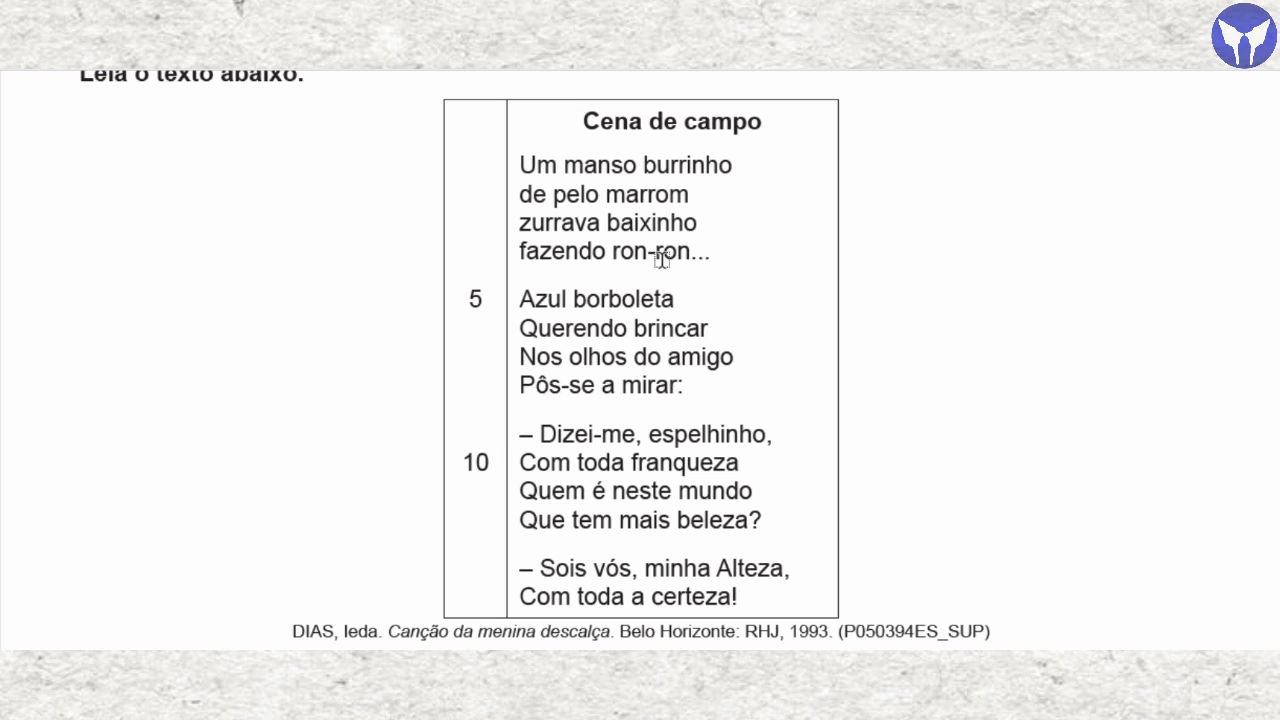 Leia o texto abaixo.
Cena de campo
Um manso burrinho
de pelo marrom
zurrava baixinho
fazendo ron-ron...
5 Azul borboleta
Querendo brincar
Nos olhos do amigo
Pôs-se a mirar:
– Dizei-me, espelhinho,
10 Com toda franqueza
Quem é neste mundo
Que tem mais beleza?
– Sois vós, minha Alteza,
Com toda a certeza!
DIAS, Ieda. Canção da menina descalça. Belo Horizonte: RHJ, 1993. (P050394ES_SUP)